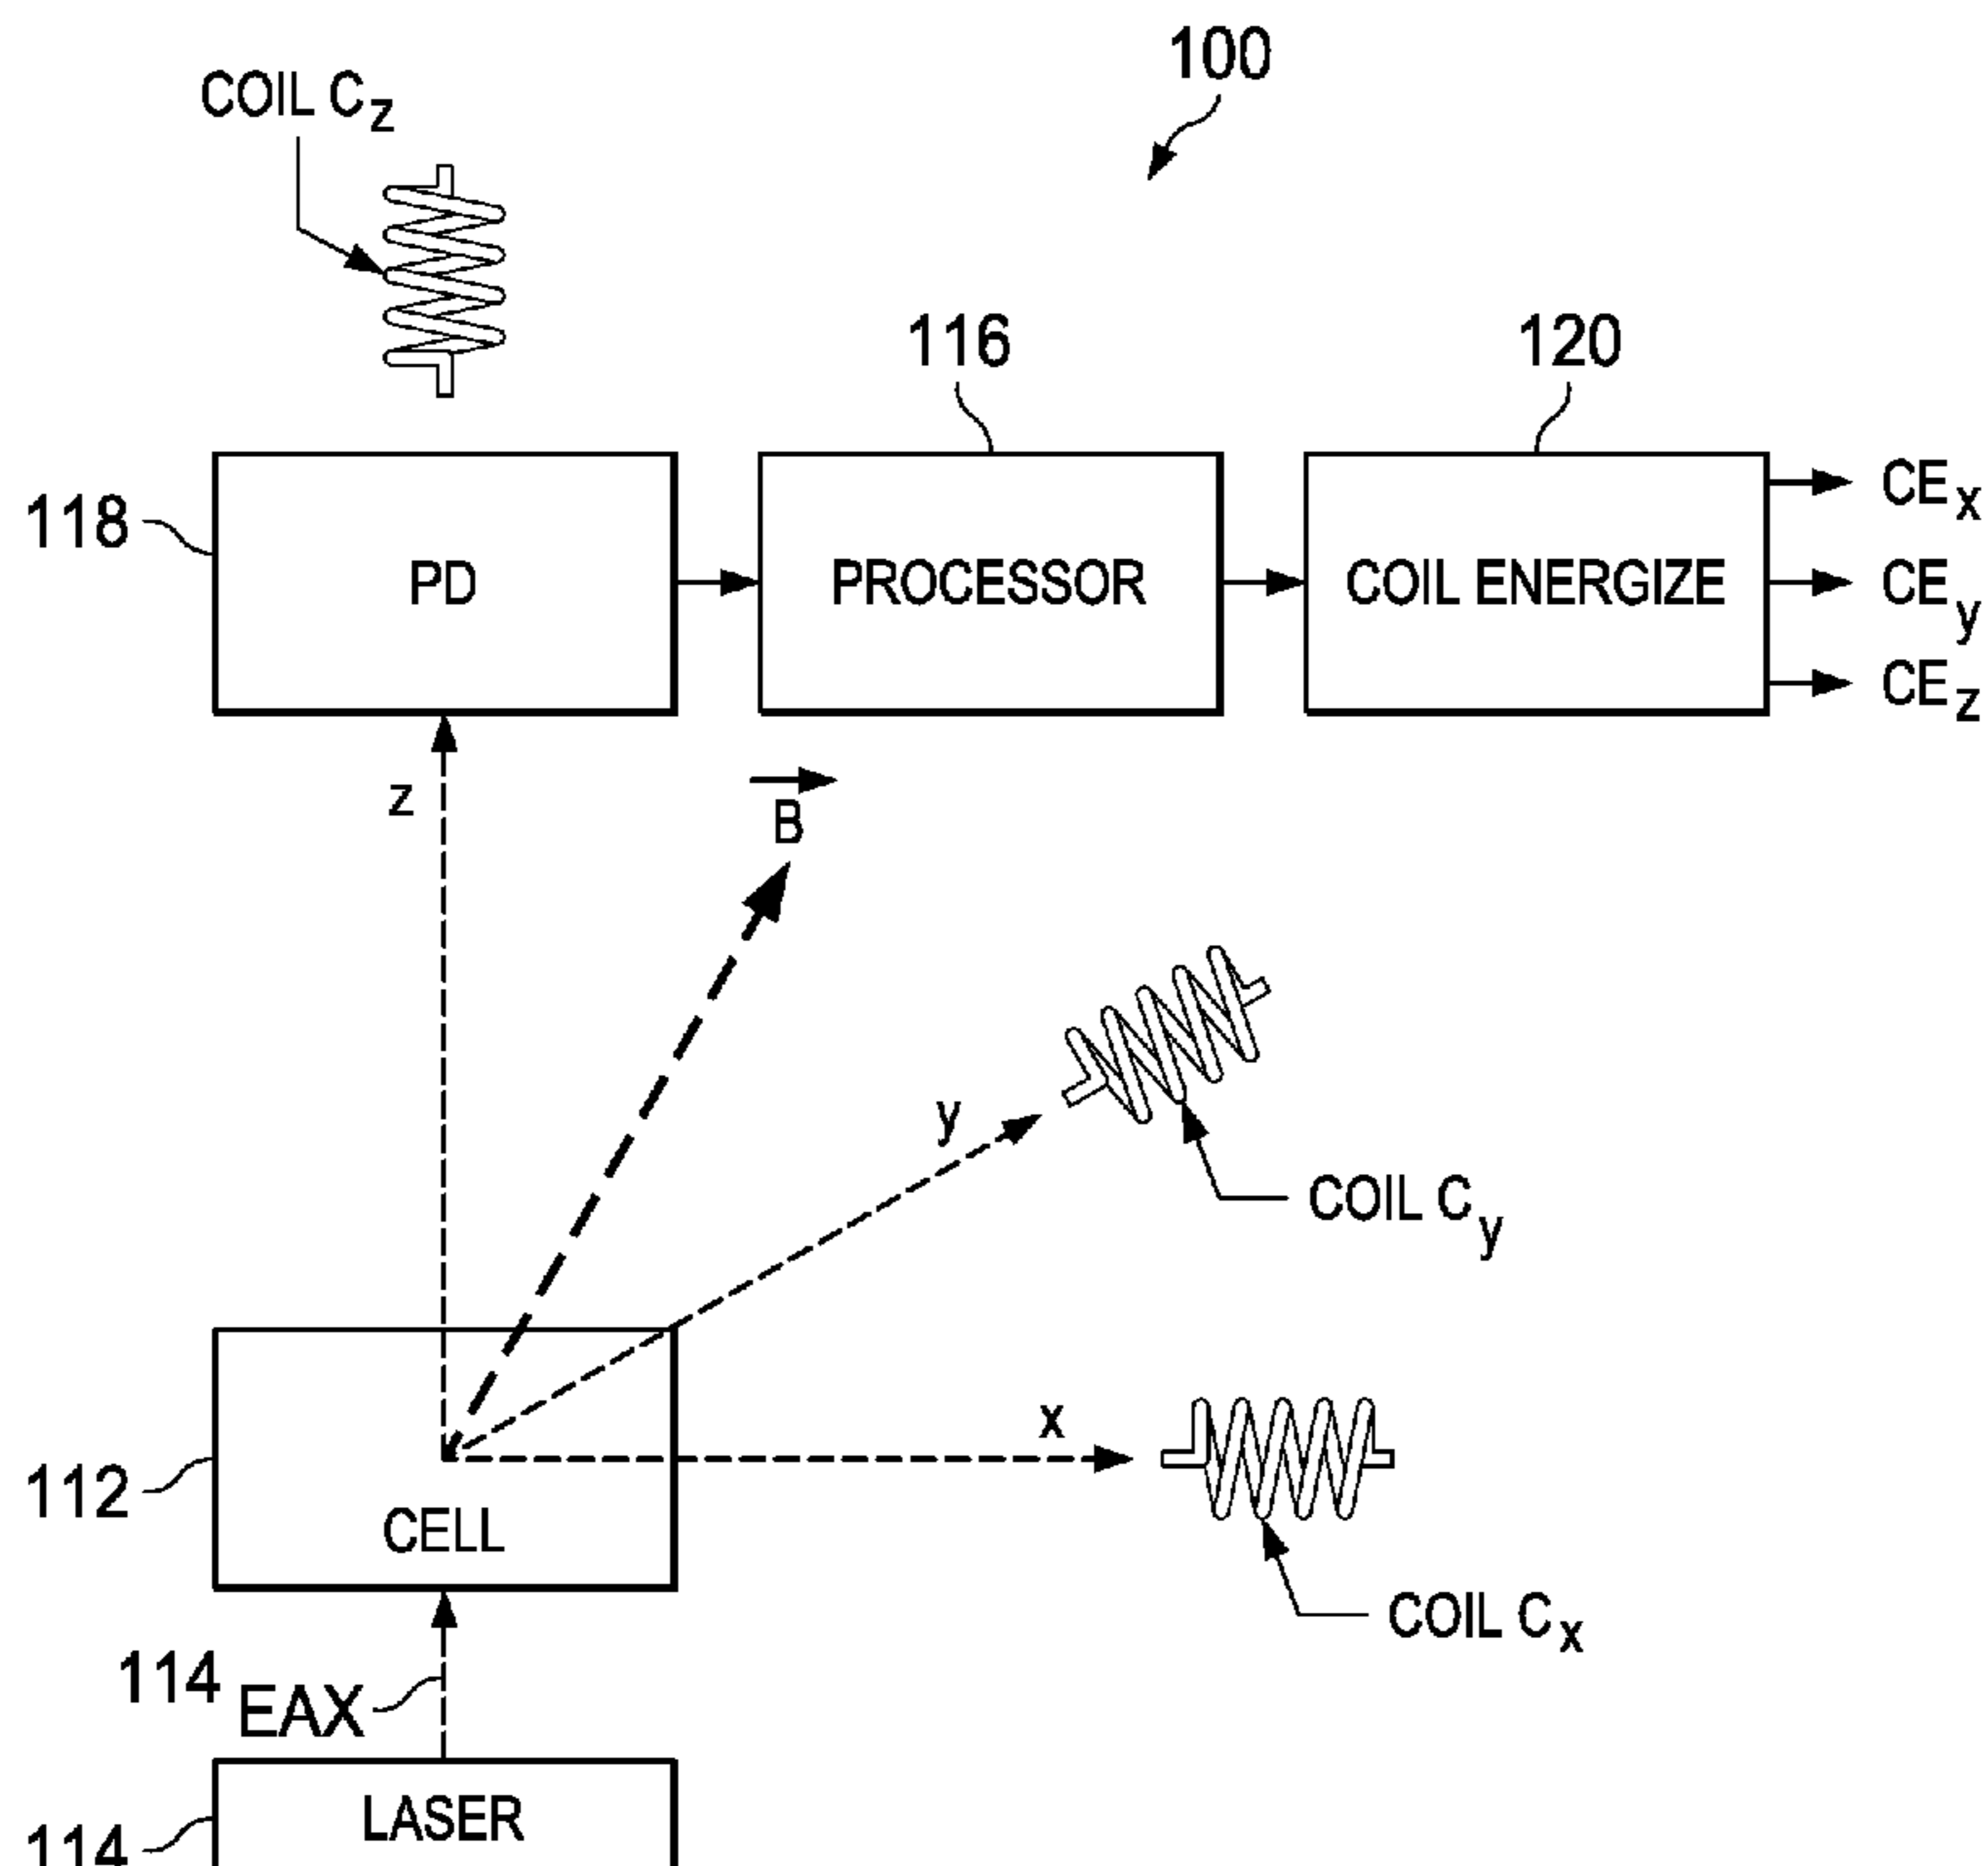 100
COIL Cz
116
120
118
PD
PROCESSOR
COIL ENERGIZE
CEx
CEy
CEz
z
B
y
COIL Cy
x
112
CELL
COIL Cx
114
EAX
LASER
114